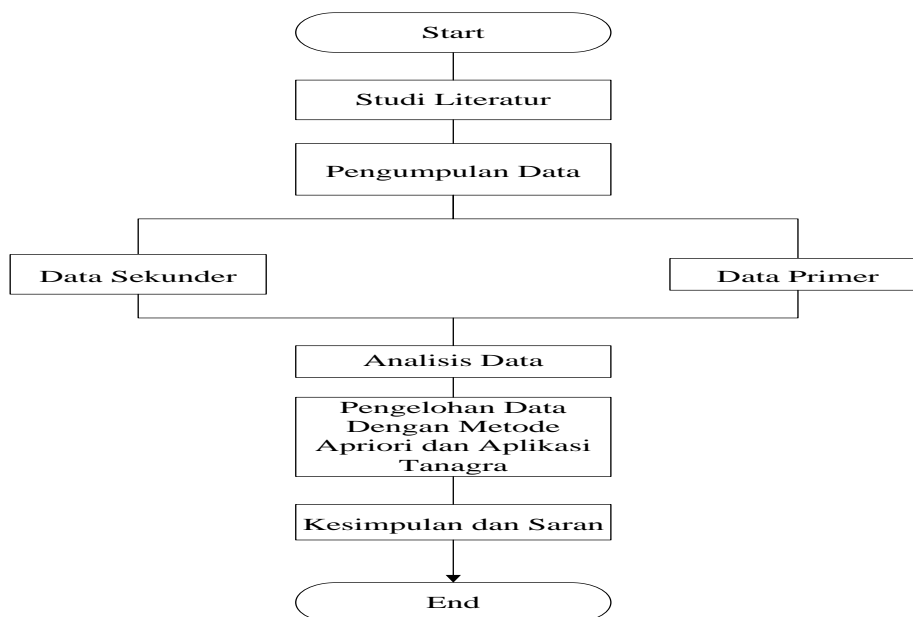 Start
Studi Literatur
Pengumpulan Data
Data Sekunder
Data Primer
Analisis Data
Pengelohan Data
Dengan Metode
Apriori dan Aplikasi
Tanagra
Kesimpulan dan Saran
End